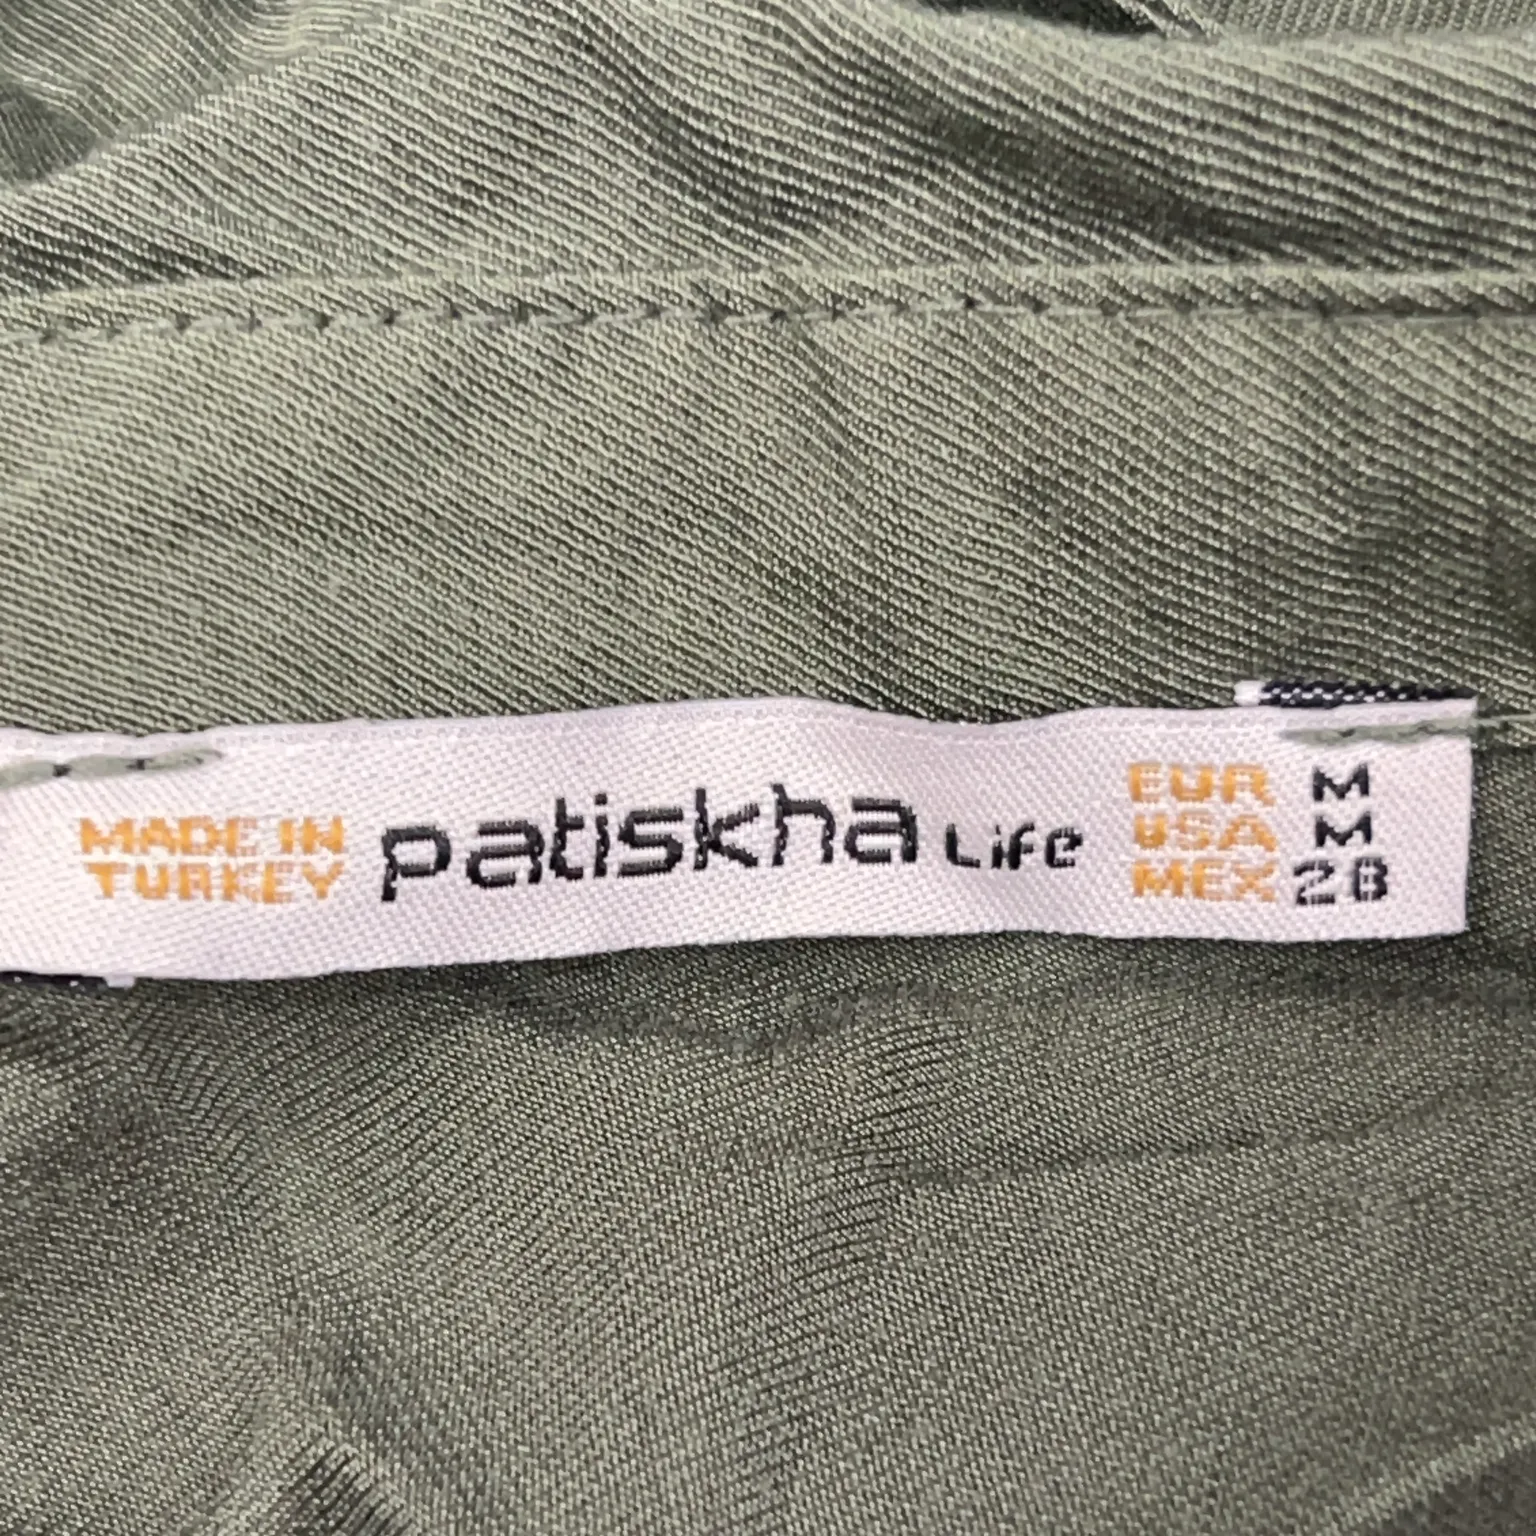 MADE IN
TURKEY
patiskha Life
EUR M
USA M
MEX 28